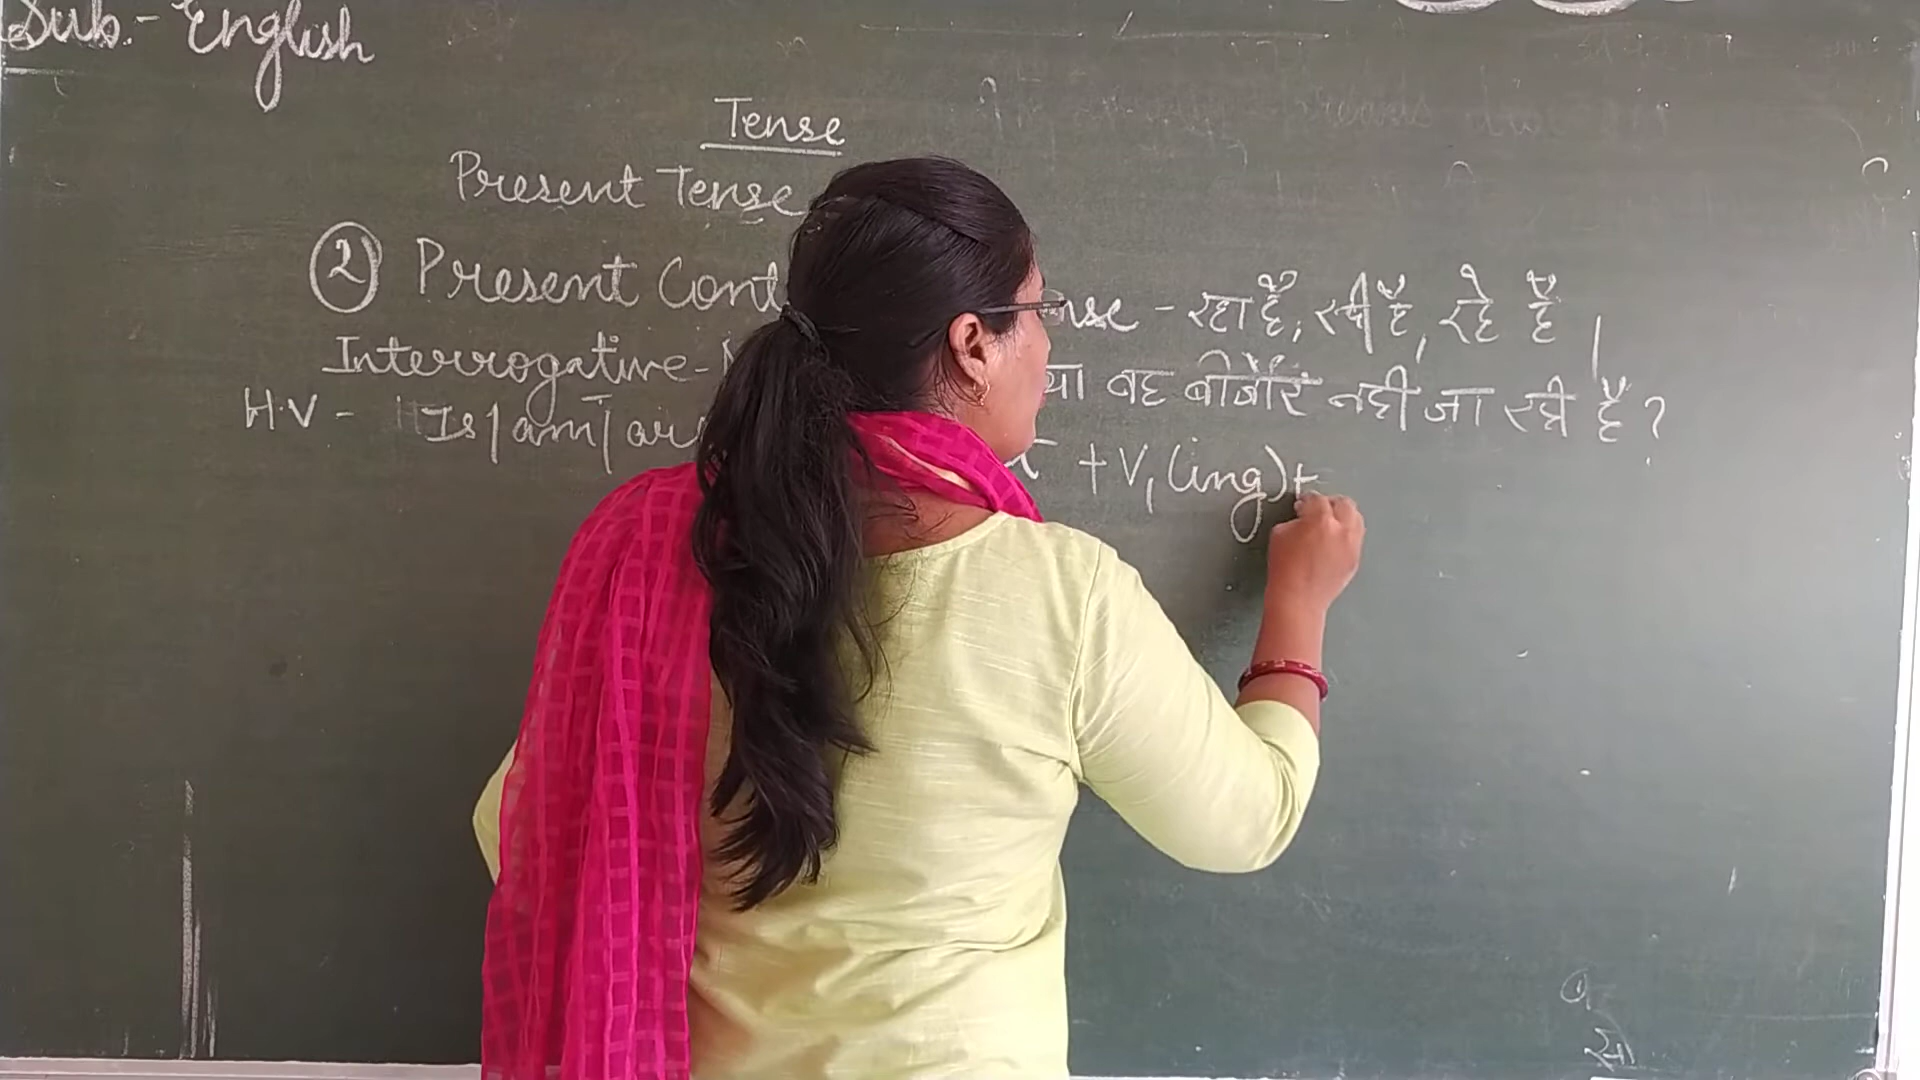 Sub.- English
Tense
Present Tense
② Present Cont nse - रहा है, रही है, रहे हैं |
Interrogative- या वह बीमार नहीं जा रही है?
H.V - Is/am/are + V₁(ing)+